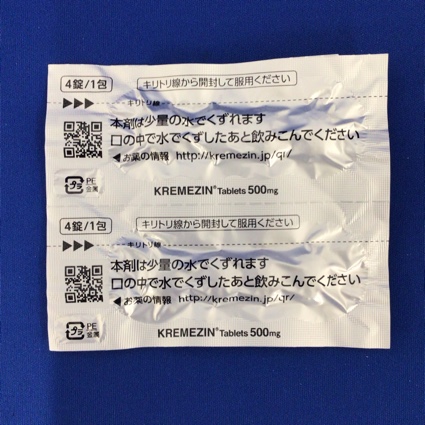 4錠/1包 キリトリ線から開封して服用ください
キリトリ線
本剤は少量の水でくずれます
口の中で水でくずしたあと飲みこんでください
◀お薬の情報 http://kremezin.jp/qr/
プラ PE 金属
KREMEZIN® Tablets 500mg
4錠/1包 キリトリ線から開封して服用ください
キリトリ線
本剤は少量の水でくずれます
口の中で水でくずしたあと飲みこんでください
◀お薬の情報 http://kremezin.jp/qr/
プラ PE 金属
KREMEZIN® Tablets 500mg